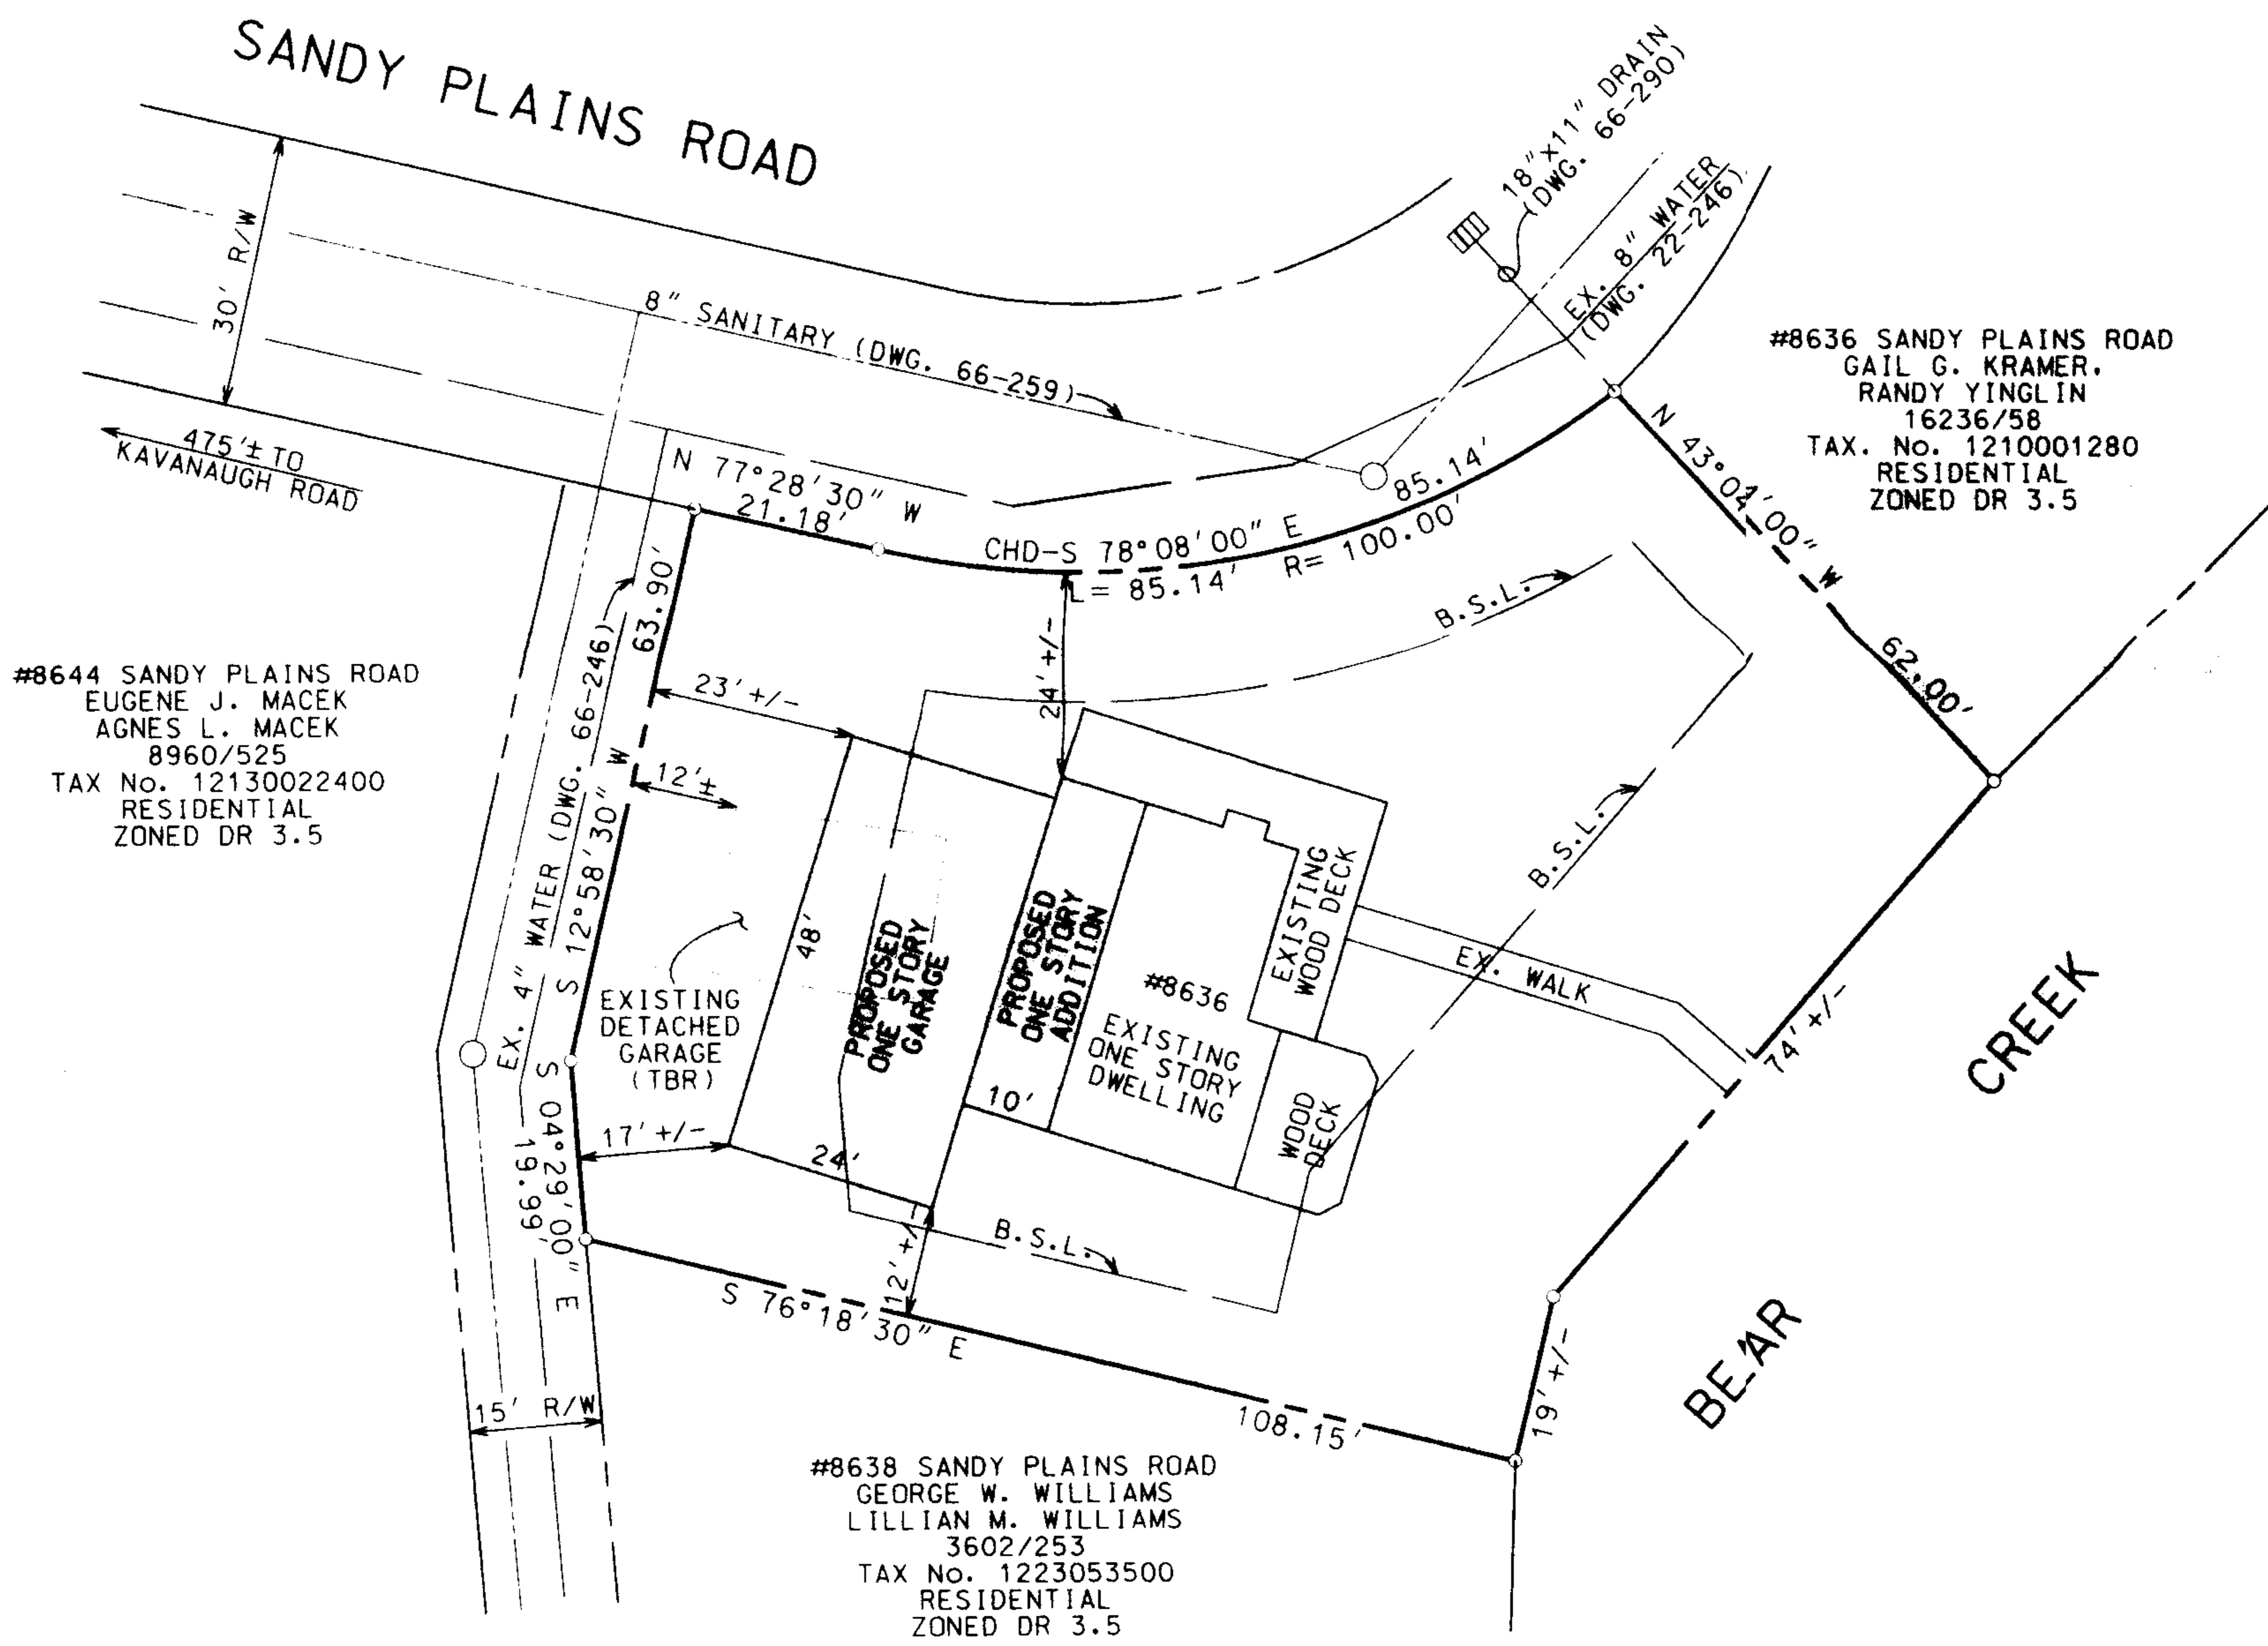 SANDY PLAINS ROAD
18"x11" DRAIN
(DWG. 66-290)
EX. 8" WATER
(DWG. 22-246)
30' R/W
8" SANITARY (DWG. 66-259)
#8636 SANDY PLAINS ROAD
GAIL G. KRAMER.
RANDY YINGLIN
16236/58
TAX. No. 1210001280
RESIDENTIAL
ZONED DR 3.5
475'± TO
KAVANAUGH ROAD
N 77°28'30" W
21.18'
85.14'
CHD-S 78°08'00" E
L= 85.14' R= 100.00'
N 43°04'00" W
62.00'
B.S.L.
63.90'
24'+/-
23'+/-
12'±
#8644 SANDY PLAINS ROAD
EUGENE J. MACEK
AGNES L. MACEK
8960/525
TAX No. 12130022400
RESIDENTIAL
ZONED DR 3.5
EX. 4" WATER (DWG. 66-246)
S 12°58'30" W
B.S.L.
48'
PROPOSED
ONE STORY
GARAGE
PROPOSED
ONE STORY
ADDITION
EXISTING
WOOD DECK
#8636
EXISTING
ONE STORY
DWELLING
EX. WALK
EXISTING
DETACHED
GARAGE
(TBR)
10'
WOOD
DECK
74'+/-
CREEK
BEAR
S 04°29'00" E
19.99'
17'+/-
24'
12'+/-
B.S.L.
S 76°18'30" E
108.15'
19'+/-
15' R/W
#8638 SANDY PLAINS ROAD
GEORGE W. WILLIAMS
LILLIAN M. WILLIAMS
3602/253
TAX No. 1223053500
RESIDENTIAL
ZONED DR 3.5